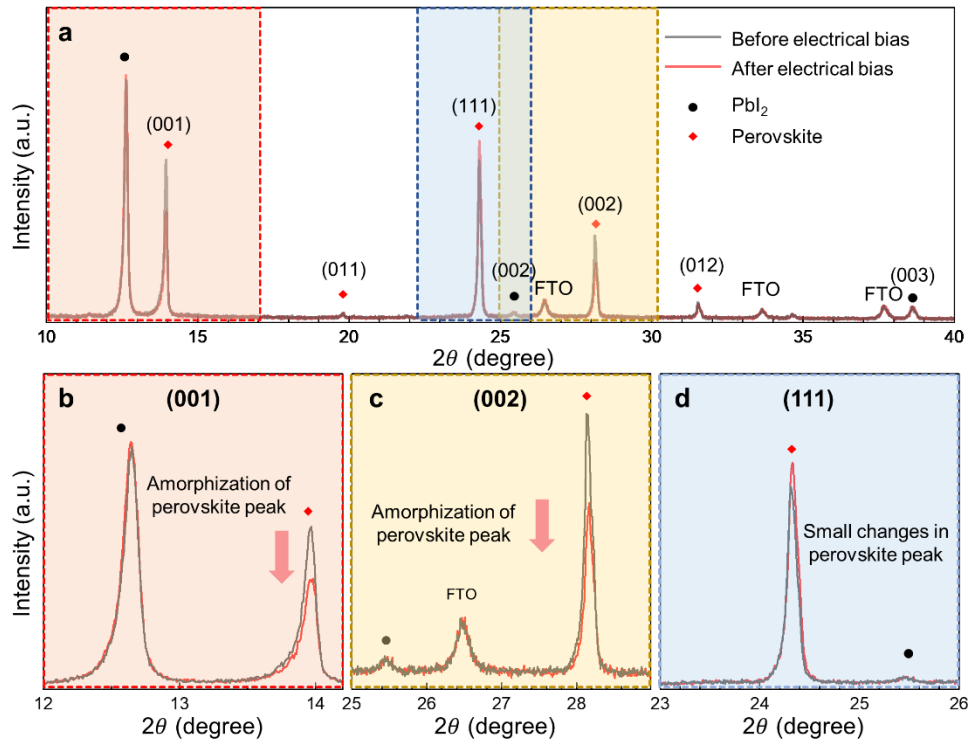 a
Before electrical bias
After electrical bias
PbI₂
Perovskite
(001)
(011)
(111)
(002)
FTO
(002)
(012)
FTO
FTO
(003)
Intensity (a.u.)
10 15 20 25 30 35 40
2θ (degree)
b (001)
Amorphization of
perovskite peak
Intensity (a.u.)
12 13 14
2θ (degree)
c (002)
Amorphization of
perovskite peak
FTO
25 26 27 28
2θ (degree)
d (111)
Small changes in
perovskite peak
23 24 25 26
2θ (degree)